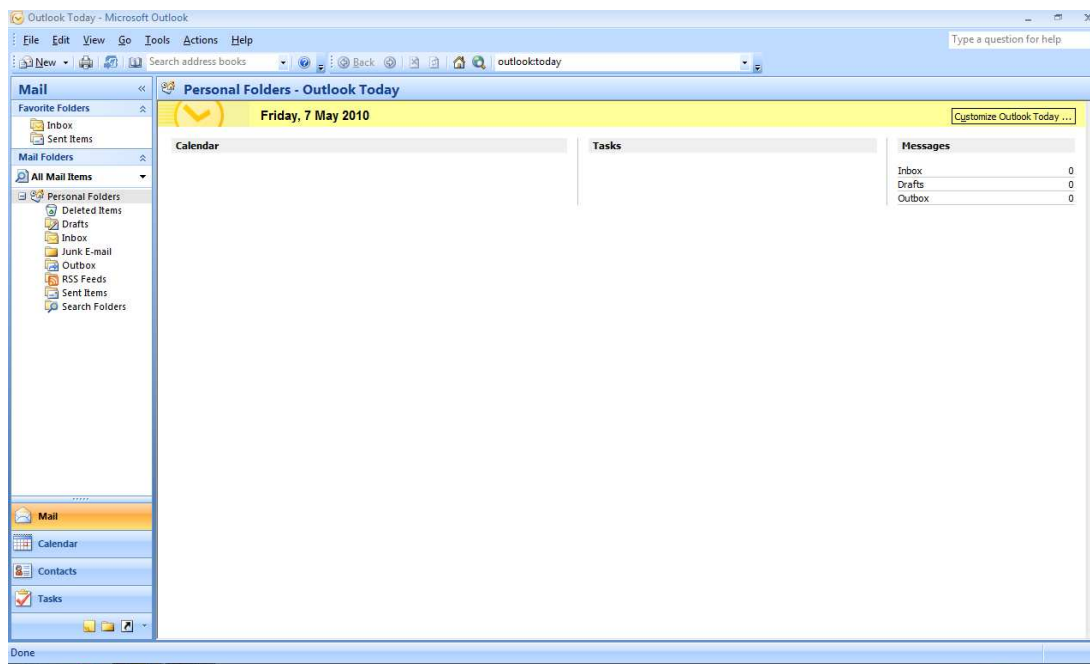 Outlook Today - Microsoft Outlook
File Edit View Go Tools Actions Help
Type a question for help
New Search address books Back outlook:today
Mail
Personal Folders - Outlook Today
Favorite Folders
Friday, 7 May 2010
Customize Outlook Today ...
Inbox
Sent Items
Calendar Tasks Messages
Mail Folders
All Mail Items
Inbox 0
Drafts 0
Outbox 0
Personal Folders
Deleted Items
Drafts
Inbox
Junk E-mail
Outbox
RSS Feeds
Sent Items
Search Folders
Mail
Calendar
Contacts
Tasks
Done